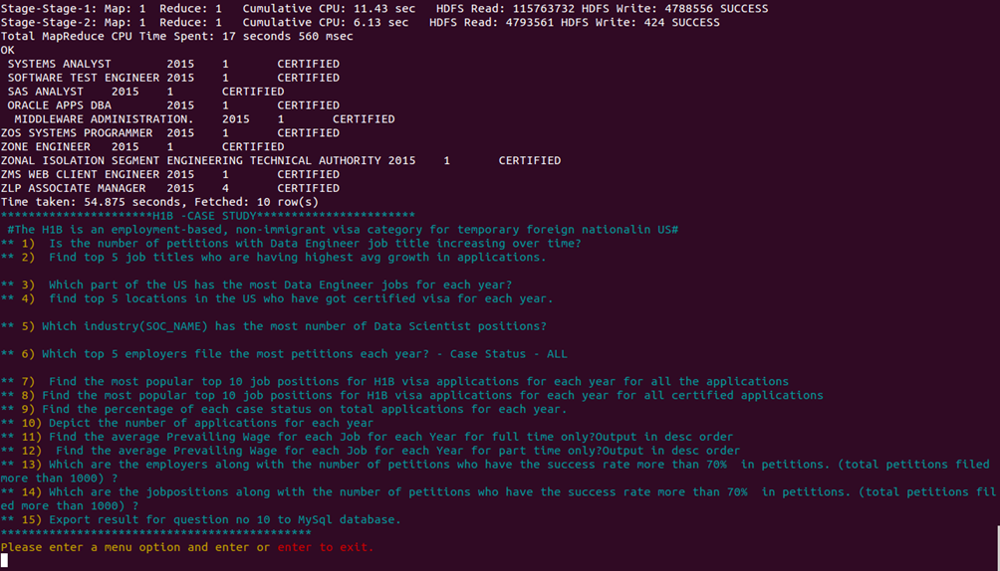 Stage-Stage-1: Map: 1  Reduce: 1   Cumulative CPU: 11.43 sec   HDFS Read: 115763732 HDFS Write: 4788556 SUCCESS
Stage-Stage-2: Map: 1  Reduce: 1   Cumulative CPU: 6.13 sec   HDFS Read: 4793561 HDFS Write: 424 SUCCESS
Total MapReduce CPU Time Spent: 17 seconds 560 msec
OK
 SYSTEMS ANALYST        2015    1       CERTIFIED
 SOFTWARE TEST ENGINEER 2015    1       CERTIFIED
 SAS ANALYST    2015    1       CERTIFIED
 ORACLE APPS DBA        2015    1       CERTIFIED
  MIDDLEWARE ADMINISTRATION.    2015    1       CERTIFIED
ZOS SYSTEMS PROGRAMMER  2015    1       CERTIFIED
ZONE ENGINEER   2015    1       CERTIFIED
ZONAL ISOLATION SEGMENT ENGINEERING TECHNICAL AUTHORITY 2015    1       CERTIFIED
ZMS WEB CLIENT ENGINEER 2015    1       CERTIFIED
ZLP ASSOCIATE MANAGER   2015    4       CERTIFIED
Time taken: 54.875 seconds, Fetched: 10 row(s)
**********************H1B -CASE STUDY***********************
 #The H1B is an employment-based, non-immigrant visa category for temporary foreign nationalin US#
** 1)  Is the number of petitions with Data Engineer job title increasing over time?
** 2)  Find top 5 job titles who are having highest avg growth in applications.
** 3)  Which part of the US has the most Data Engineer jobs for each year?
** 4)  find top 5 locations in the US who have got certified visa for each year.
** 5) Which industry(SOC_NAME) has the most number of Data Scientist positions?
** 6) Which top 5 employers file the most petitions each year? - Case Status - ALL
** 7)  Find the most popular top 10 job positions for H1B visa applications for each year for all the applications
** 8) Find the most popular top 10 job positions for H1B visa applications for each year for all certified applications
** 9) Find the percentage of each case status on total applications for each year.
** 10) Depict the number of applications for each year
** 11) Find the average Prevailing Wage for each Job for each Year for full time only?Output in desc order
** 12)  Find the average Prevailing Wage for each Job for each Year for part time only?Output in desc order
** 13) Which are the employers along with the number of petitions who have the success rate more than 70%  in petitions. (total petitions filed
more than 1000) ?
** 14) Which are the jobpositions along with the number of petitions who have the success rate more than 70%  in petitions. (total petitions fil
ed more than 1000) ?
** 15) Export result for question no 10 to MySql database.
*********************************************
Please enter a menu option and enter or enter to exit.